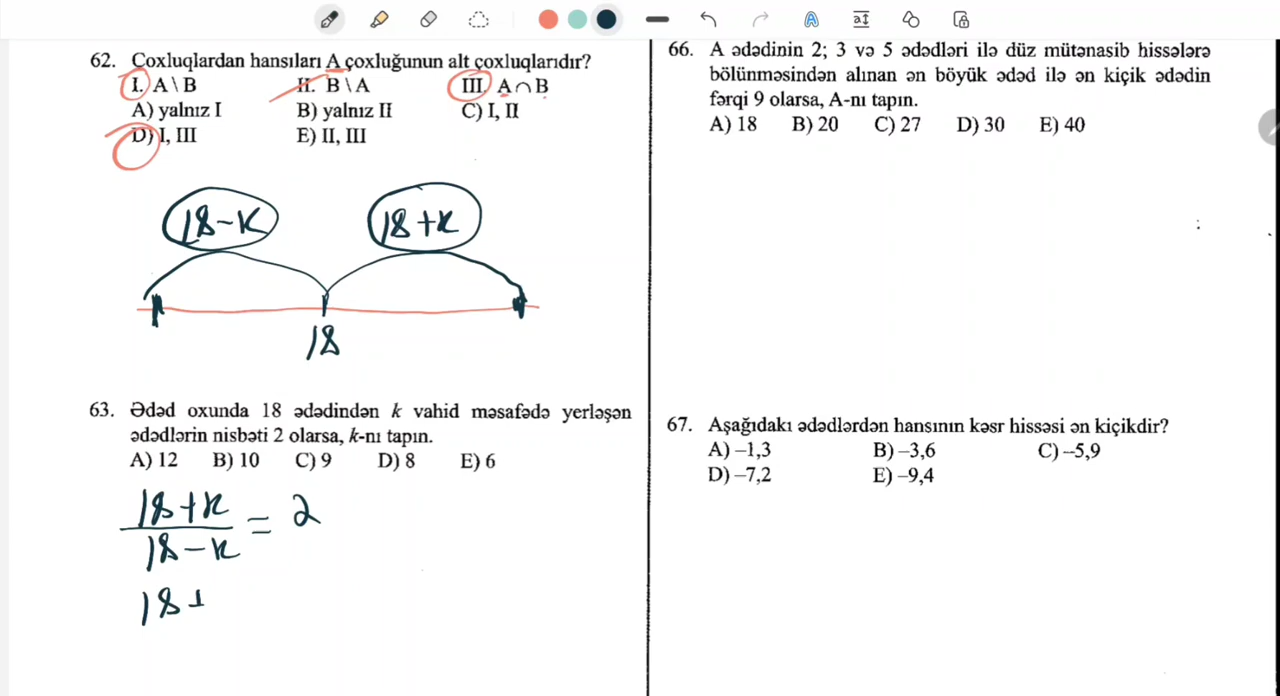 62. Çoxluqlardan hansıları A çoxluğunun alt çoxluqlarıdır?
I. A \ B II. B \ A III. A ∩ B
A) yalnız I B) yalnız II C) I, II
D) I, III E) II, III
18-k 18+k
18
63. Ədəd oxunda 18 ədədindən k vahid məsafədə yerləşən
ədədlərin nisbəti 2 olarsa, k-nı tapın.
A) 12 B) 10 C) 9 D) 8 E) 6
18+k
= 2
18-k
18+
66. A ədədinin 2; 3 və 5 ədədləri ilə düz mütənasib hissələrə
bölünməsindən alınan ən böyük ədəd ilə ən kiçik ədədin
fərqi 9 olarsa, A-nı tapın.
A) 18 B) 20 C) 27 D) 30 E) 40
67. Aşağıdakı ədədlərdən hansının kəsr hissəsi ən kiçikdir?
A) –1,3 B) –3,6 C) –5,9
D) –7,2 E) –9,4